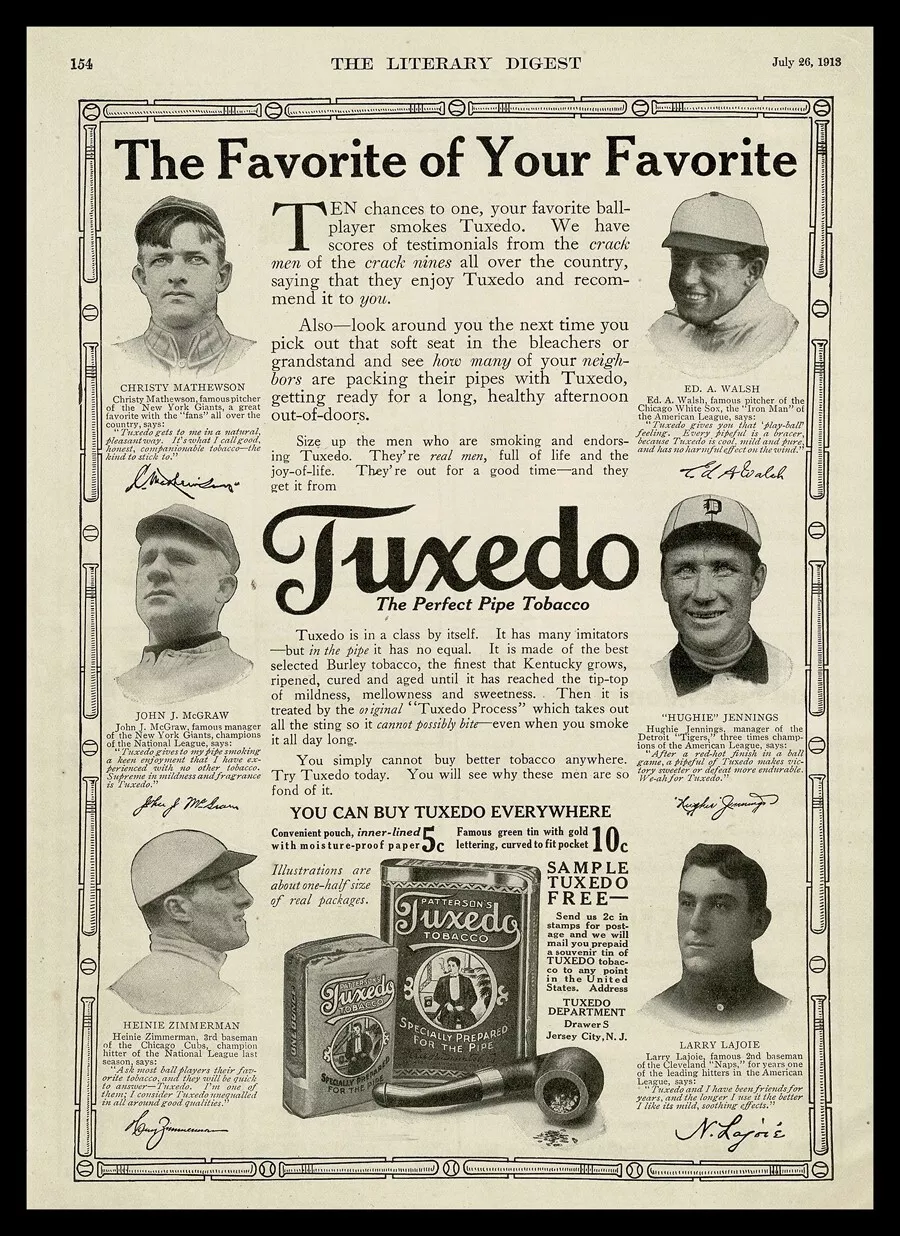 154
THE LITERARY DIGEST
July 26, 1913
The Favorite of Your Favorite
TEN chances to one, your favorite ball-
player smokes Tuxedo. We have
scores of testimonials from the crack
men of the crack nines all over the country,
saying that they enjoy Tuxedo and recom-
mend it to you.
Also—look around you the next time you
pick out that soft seat in the bleachers or
grandstand and see how many of your neigh-
bors are packing their pipes with Tuxedo,
getting ready for a long, healthy afternoon
out-of-doors.
Size up the men who are smoking and endors-
ing Tuxedo. They're real men, full of life and the
joy-of-life. They're out for a good time—and they
get it from
CHRISTY MATHEWSON
Christy Mathewson, famous pitcher
of the New York Giants, a great
favorite with the "fans" all over the
country, says:
"Tuxedo gets to me in a natural,
pleasant way. It's what I call good,
honest, companionable tobacco—the
kind to stick to."
C. Mathewson
ED. A. WALSH
Ed. A. Walsh, famous pitcher of the
Chicago White Sox, the "Iron Man" of
the American League, says:
"Tuxedo gives you that 'play-ball'
feeling. Every pipeful is a bracer,
because Tuxedo is cool, mild and pure,
and has no harmful effect on the wind."
Ed A Walsh
Tuxedo
The Perfect Pipe Tobacco
Tuxedo is in a class by itself. It has many imitators
—but in the pipe it has no equal. It is made of the best
selected Burley tobacco, the finest that Kentucky grows,
ripened, cured and aged until it has reached the tip-top
of mildness, mellowness and sweetness. Then it is
treated by the original "Tuxedo Process" which takes out
all the sting so it cannot possibly bite—even when you smoke
it all day long.
You simply cannot buy better tobacco anywhere.
Try Tuxedo today. You will see why these men are so
fond of it.
JOHN J. McGRAW
John J. McGraw, famous manager
of the New York Giants, champions
of the National League, says:
"Tuxedo gives to my pipe smoking
a keen enjoyment that I have ex-
perienced with no other tobacco.
Supreme in mildness and fragrance
is Tuxedo."
John J McGraw
D
"HUGHIE" JENNINGS
Hughie Jennings, manager of the
Detroit "Tigers," three times champ-
ions of the American League, says:
"After a red-hot finish in a ball
game, a pipeful of Tuxedo makes vic-
tory sweeter or defeat more endurable.
We-ah for Tuxedo."
"Hughie" Jennings
YOU CAN BUY TUXEDO EVERYWHERE
Convenient pouch, inner-lined
with moisture-proof paper 5c
Famous green tin with gold
lettering, curved to fit pocket 10c
Illustrations are
about one-half size
of real packages.
PATTERSON'S
Tuxedo
TOBACCO
SPECIALLY PREPARED
FOR THE PIPE
Tuxedo
TOBACCO
SPECIALLY PREPARED
FOR THE PIPE
SAMPLE
TUXEDO
FREE—
Send us 2c in
stamps for post-
age and we will
mail you prepaid
a souvenir tin of
TUXEDO tobac-
co to any point
in the United
States. Address
TUXEDO
DEPARTMENT
Drawer S
Jersey City, N. J.
HEINIE ZIMMERMAN
Heinie Zimmerman, 3rd baseman
of the Chicago Cubs, champion
hitter of the National League last
season, says:
"Ask most ball players their fav-
orite tobacco, and they will be quick
to answer—Tuxedo. I'm one of
them; I consider Tuxedo unequalled
in all around good qualities."
Heny Zimmerman
LARRY LAJOIE
Larry Lajoie, famous 2nd baseman
of the Cleveland "Naps," for years one
of the leading hitters in the American
League, says:
"Tuxedo and I have been friends for
years, and the longer I use it the better
I like its mild, soothing effects."
N. Lajoie